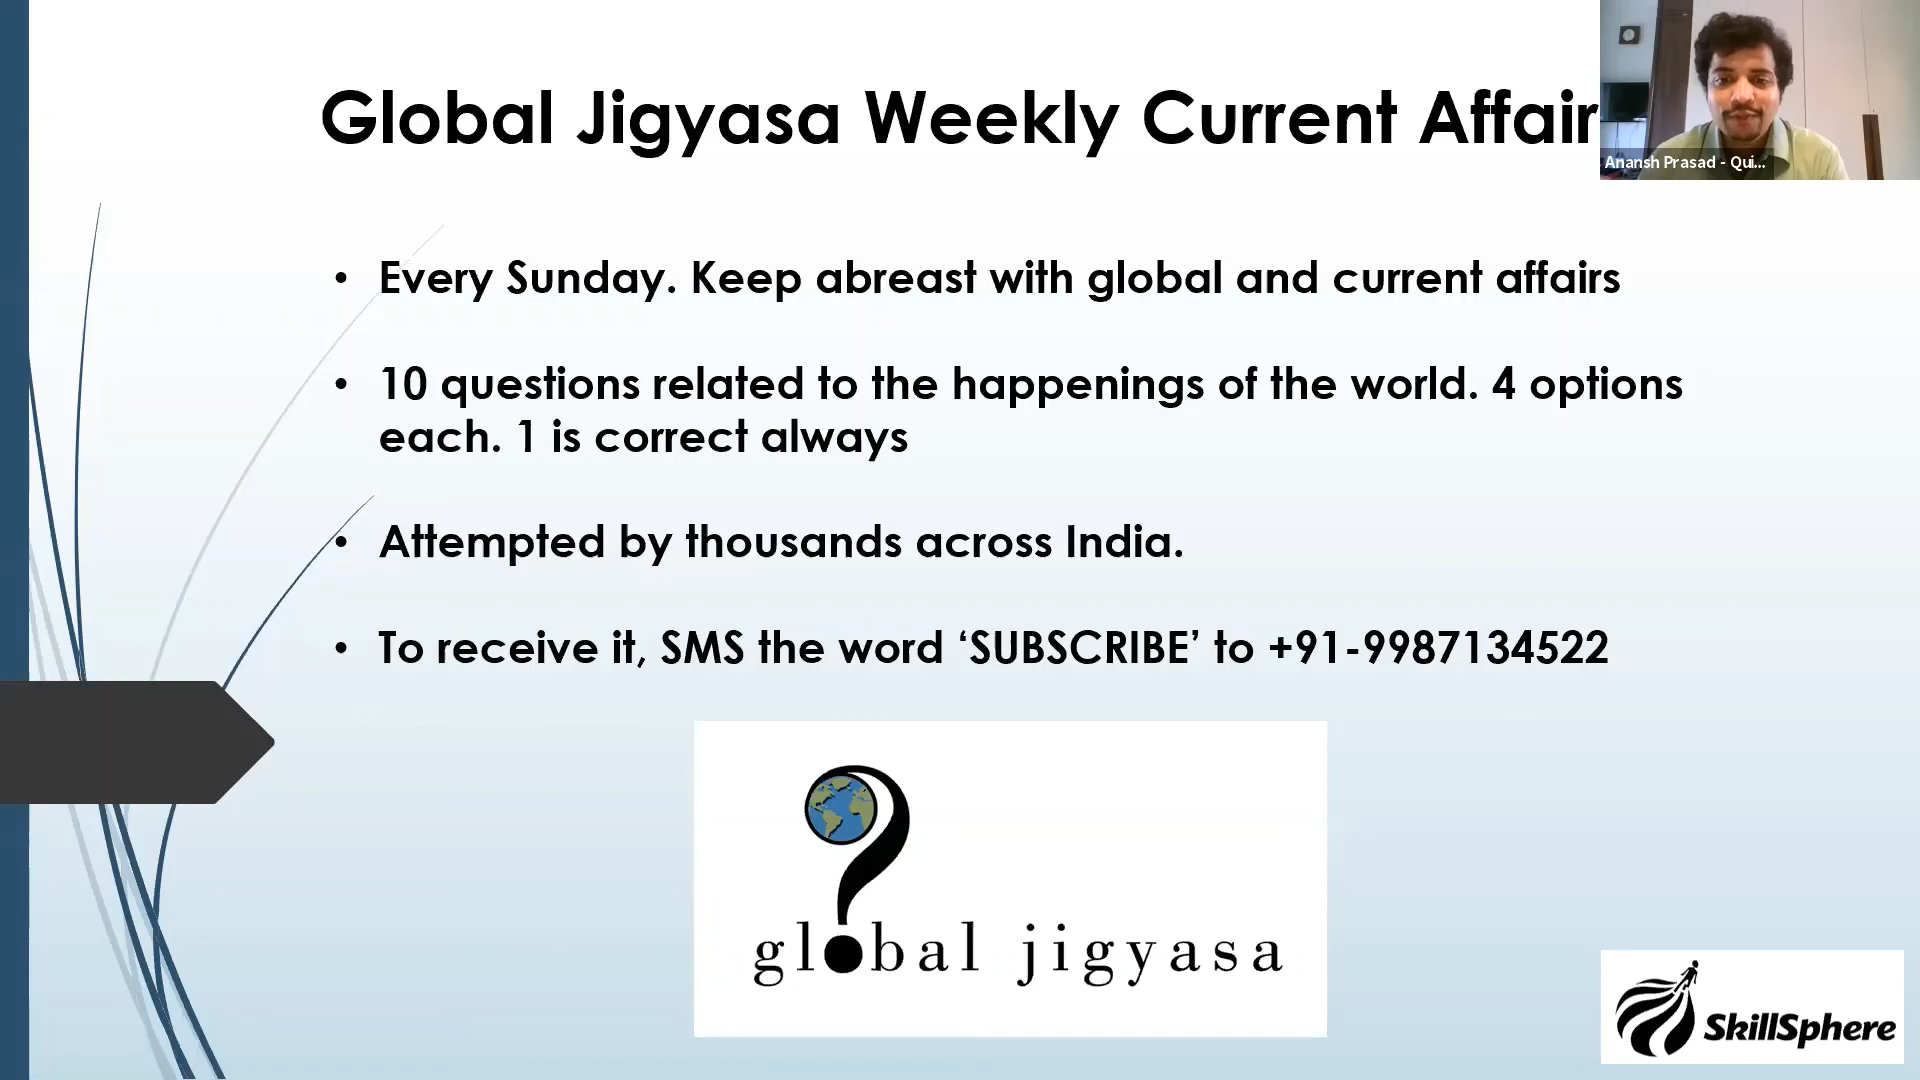 Global Jigyasa Weekly Current Affair
Anansh Prasad - Qui...
• Every Sunday. Keep abreast with global and current affairs
• 10 questions related to the happenings of the world. 4 options
each. 1 is correct always
• Attempted by thousands across India.
• To receive it, SMS the word ‘SUBSCRIBE’ to +91-9987134522
global jigyasa
SkillSphere